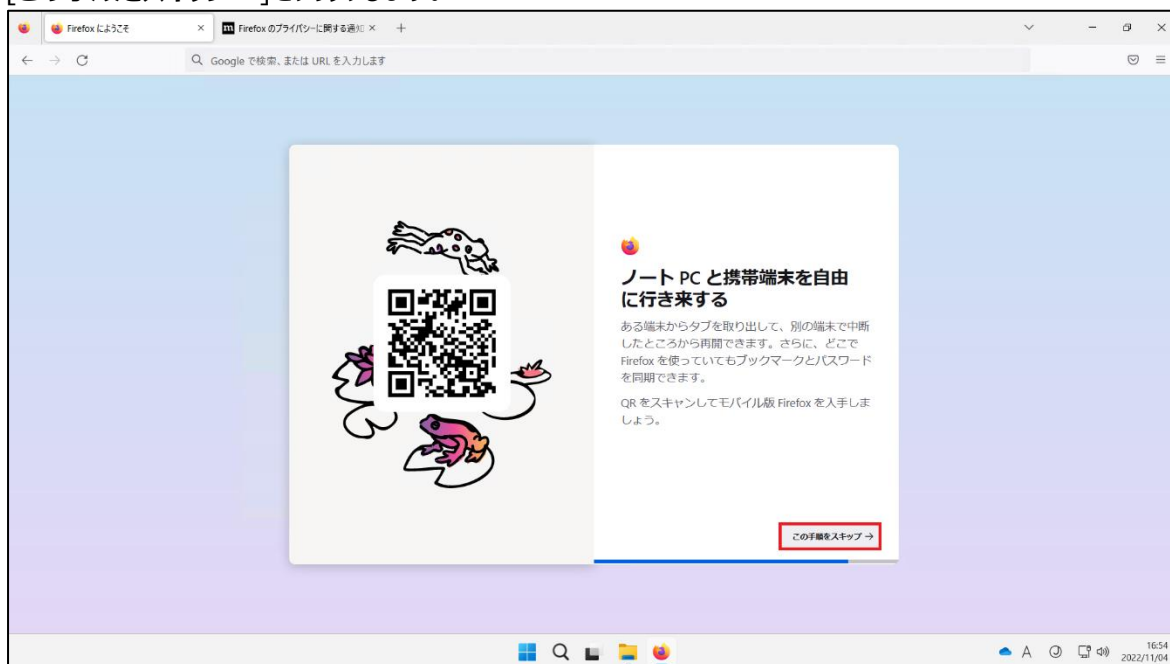 Firefox にようこそ
Firefox のプライバシーに関する通知
Google で検索、または URL を入力します
ノート PC と携帯端末を自由
に行き来する
ある端末からタブを取り出して、別の端末で中断
したところから再開できます。さらに、どこで
Firefox を使っていてもブックマークとパスワード
を同期できます。
QR をスキャンしてモバイル版 Firefox を入手しま
しょう。
この手順をスキップ →
A
16:54
2022/11/04